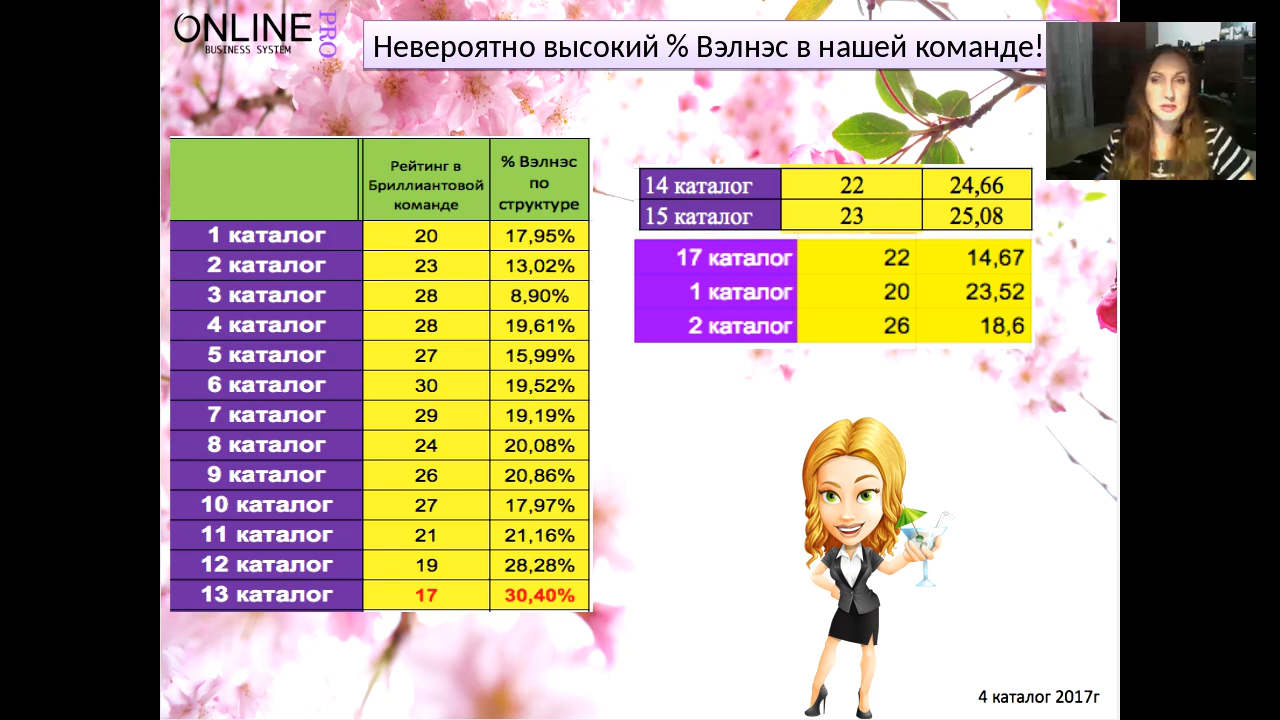 ONLINE PRO
BUSINESS SYSTEM
Невероятно высокий % Вэлнэс в нашей команде!
Рейтинг в Бриллиантовой команде
% Вэлнэс по структуре
1 каталог 20 17,95%
2 каталог 23 13,02%
3 каталог 28 8,90%
4 каталог 28 19,61%
5 каталог 27 15,99%
6 каталог 30 19,52%
7 каталог 29 19,19%
8 каталог 24 20,08%
9 каталог 26 20,86%
10 каталог 27 17,97%
11 каталог 21 21,16%
12 каталог 19 28,28%
13 каталог 17 30,40%
14 каталог 22 24,66
15 каталог 23 25,08
17 каталог 22 14,67
1 каталог 20 23,52
2 каталог 26 18,6
4 каталог 2017г